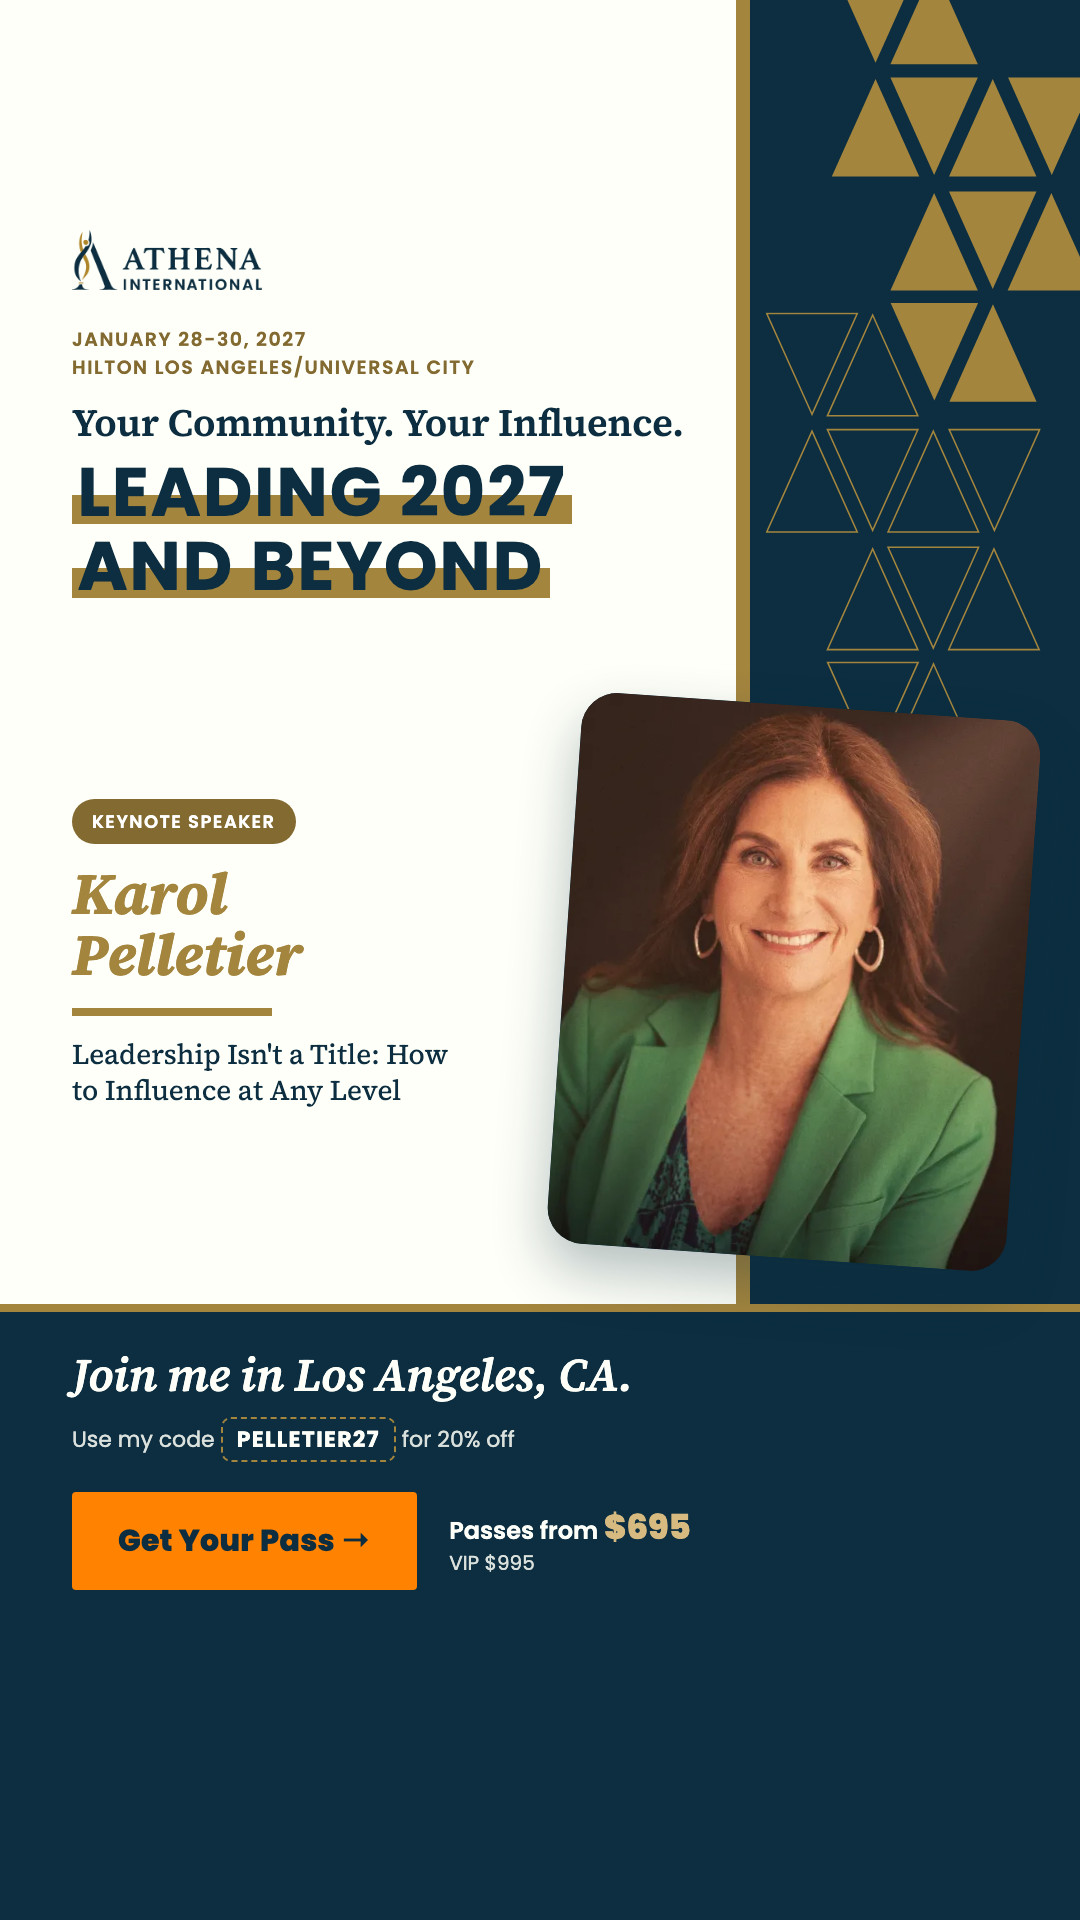 ATHENA
INTERNATIONAL
JANUARY 28-30, 2027
HILTON LOS ANGELES/UNIVERSAL CITY
Your Community. Your Influence.
LEADING 2027
AND BEYOND
KEYNOTE SPEAKER
Karol
Pelletier
Leadership Isn't a Title: How
to Influence at Any Level
Join me in Los Angeles, CA.
Use my code PELLETIER27 for 20% off
Get Your Pass →
Passes from $695
VIP $995